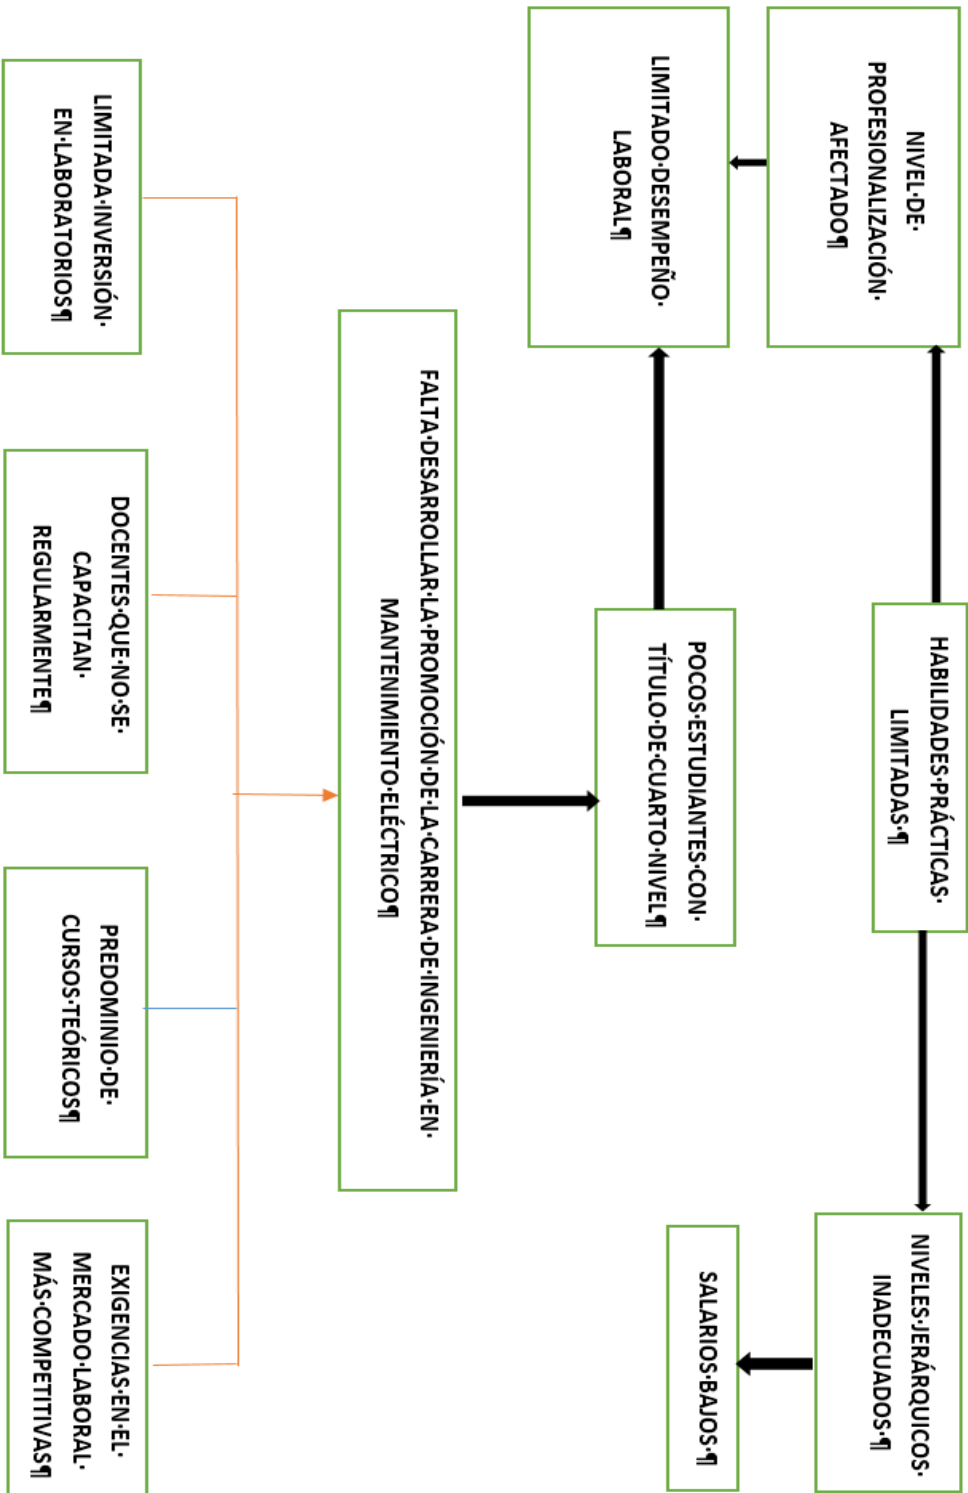 NIVEL·DE·
PROFESIONALIZACIÓN·
AFECTADO¶
HABILIDADES·PRÁCTICAS·
LIMITADAS·¶
NIVELES·JERÁRQUICOS·
INADECUADOS·¶
LIMITADO·DESEMPEÑO·
LABORAL¶
POCOS·ESTUDIANTES·CON·
TÍTULO·DE·CUARTO·NIVEL¶
SALARIOS·BAJOS·¶
FALTA·DESARROLLAR·LA·PROMOCIÓN·DE·LA·CARRERA·DE·INGENIERÍA·EN·
MANTENIMIENTO·ELÉCTRICO¶
LIMITADA·INVERSIÓN·
EN·LABORATORIOS¶
DOCENTES·QUE·NO·SE·
CAPACITAN·
REGULARMENTE¶
PREDOMINIO·DE·
CURSOS·TEÓRICOS¶
EXIGENCIAS·EN·EL·
MERCADO·LABORAL·
MÁS·COMPETITIVAS¶